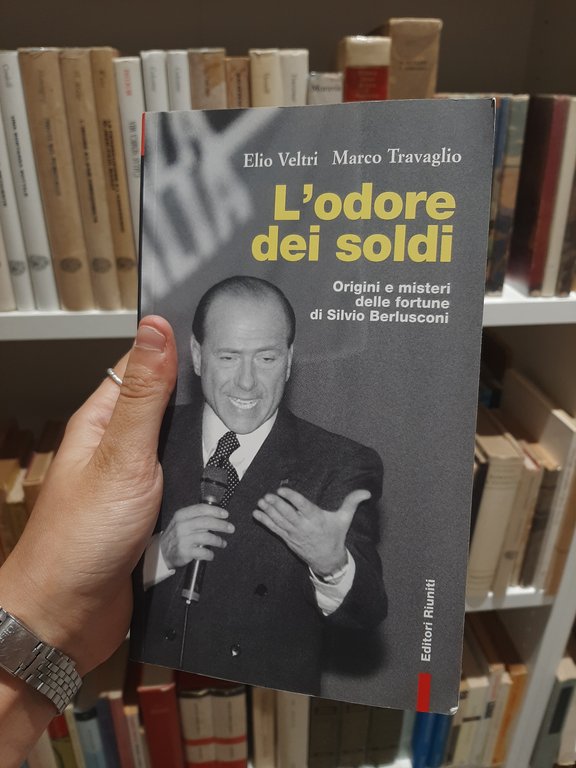 Elio Veltri Marco Travaglio
L'odore
dei soldi
Origini e misteri
delle fortune
di Silvio Berlusconi
Editori Riuniti